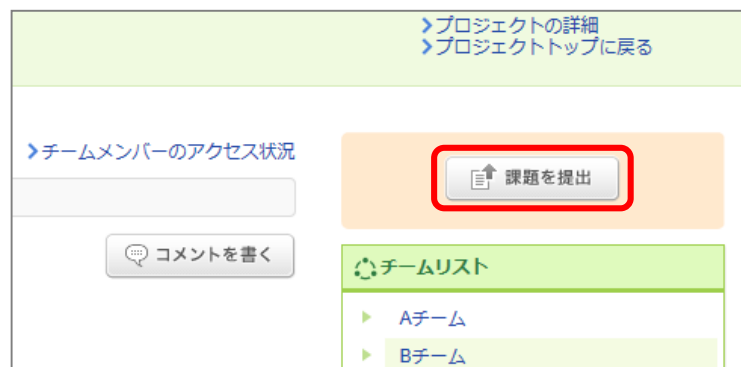 プロジェクトの詳細
プロジェクトトップに戻る
チームメンバーのアクセス状況
課題を提出
コメントを書く
チームリスト
Aチーム
Bチーム